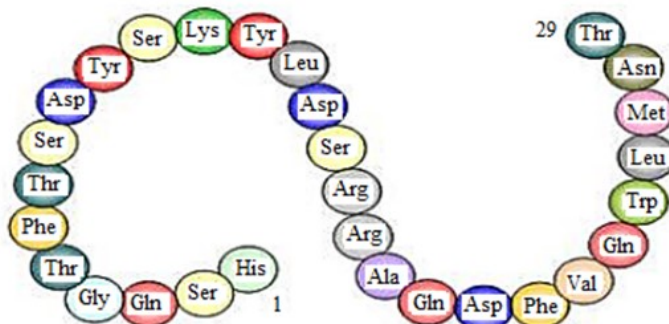 1
His
Ser
Gln
Gly
Thr
Phe
Thr
Ser
Asp
Tyr
Ser
Lys
Tyr
Leu
Asp
Ser
Arg
Arg
Ala
Gln
Asp
Phe
Val
Gln
Trp
Leu
Met
Asn
Thr
29